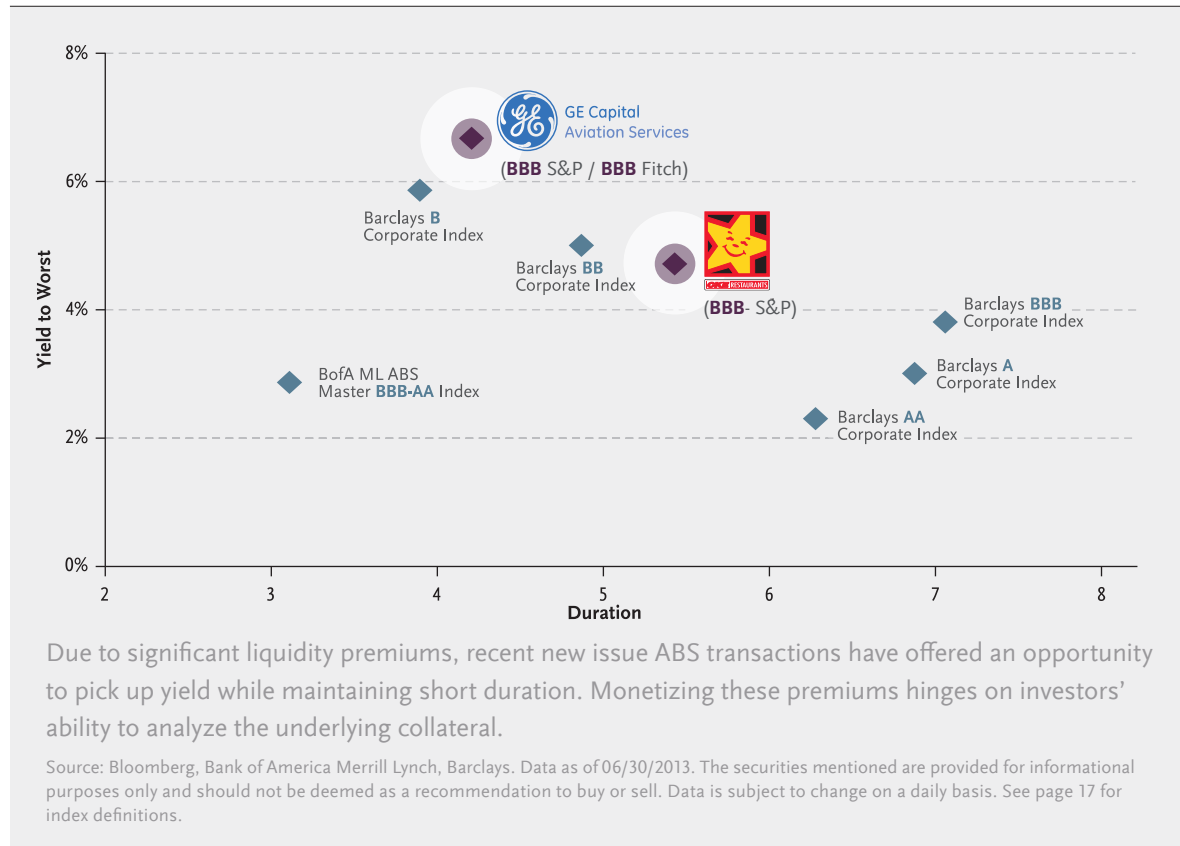 8%
GE Capital
Aviation Services
(BBB S&P / BBB Fitch)
6%
Barclays B
Corporate Index
Barclays BB
Corporate Index
RESTAURANTS
(BBB- S&P)
Yield to Worst
4%
Barclays BBB
Corporate Index
BofA ML ABS
Master BBB-AA Index
Barclays A
Corporate Index
2%
Barclays AA
Corporate Index
0%
2 3 4 5 6 7 8
Duration
Due to significant liquidity premiums, recent new issue ABS transactions have offered an opportunity
to pick up yield while maintaining short duration. Monetizing these premiums hinges on investors’
ability to analyze the underlying collateral.
Source: Bloomberg, Bank of America Merrill Lynch, Barclays. Data as of 06/30/2013. The securities mentioned are provided for informational
purposes only and should not be deemed as a recommendation to buy or sell. Data is subject to change on a daily basis. See page 17 for
index definitions.